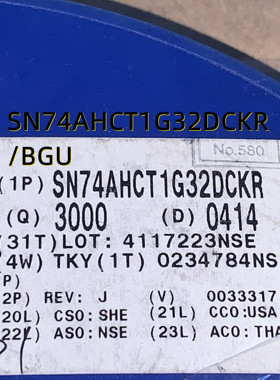 SN74AHCT1G32DCKR
/BGU
No.580
(1P) SN74AHCT1G32DCKR
(Q) 3000 (D) 0414
(31T)LOT: 4117223NSE
4W) TKY(1T) 0234784NS
P)
2P) REV: J (V) 0033317
20L) CSO: SHE (21L) CCO:USA
22L) ASO: NSE (23L) ACO: THA